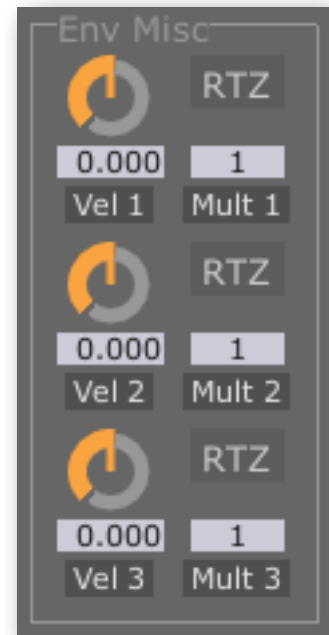 Env Misc
RTZ
0.000 1
Vel 1 Mult 1
RTZ
0.000 1
Vel 2 Mult 2
RTZ
0.000 1
Vel 3 Mult 3